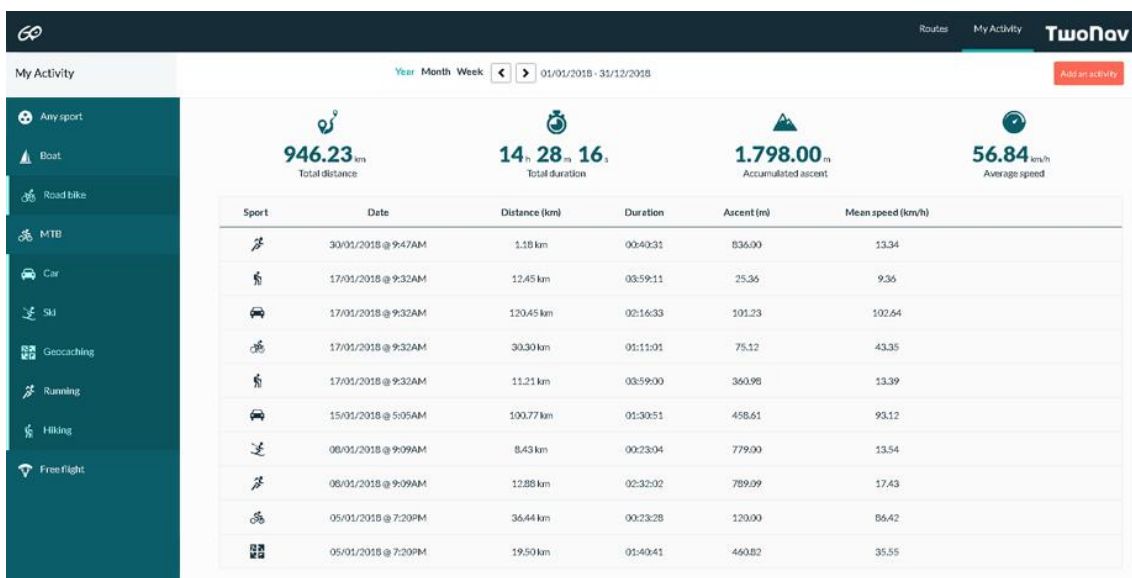 GO Routes My Activity TwoNav
My Activity Year Month Week 01/01/2018 - 31/12/2018 Add an activity
Any sport
Boat
Road bike
MTB
Car
Ski
Geocaching
Running
Hiking
Free flight
946.23 km 14 h 28 m 16 s 1.798.00 m 56.84 km/h
Total distance Total duration Accumulated ascent Average speed
Sport Date Distance (km) Duration Ascent (m) Mean speed (km/h)
30/01/2018 @ 9:47AM 1.18 km 00:40:31 836.00 13.34
17/01/2018 @ 9:32AM 12.45 km 03:59:11 25.36 9.36
17/01/2018 @ 9:32AM 120.45 km 02:16:33 101.23 102.64
17/01/2018 @ 9:32AM 30.30 km 01:11:01 75.12 43.35
17/01/2018 @ 9:32AM 11.21 km 03:59:00 360.98 13.39
15/01/2018 @ 5:05AM 100.77 km 01:30:51 458.61 93.12
08/01/2018 @ 9:09AM 8.43 km 00:23:04 779.00 13.54
08/01/2018 @ 9:09AM 12.88 km 02:32:02 789.09 17.43
05/01/2018 @ 7:20PM 36.44 km 00:23:28 120.00 86.42
05/01/2018 @ 7:20PM 19.50 km 01:40:41 460.82 35.55